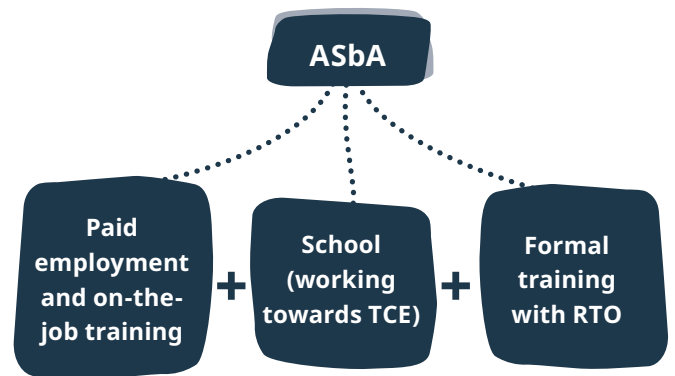 ASbA
Paid
employment
and on-the-
job training
+
School
(working
towards TCE)
+
Formal
training
with RTO